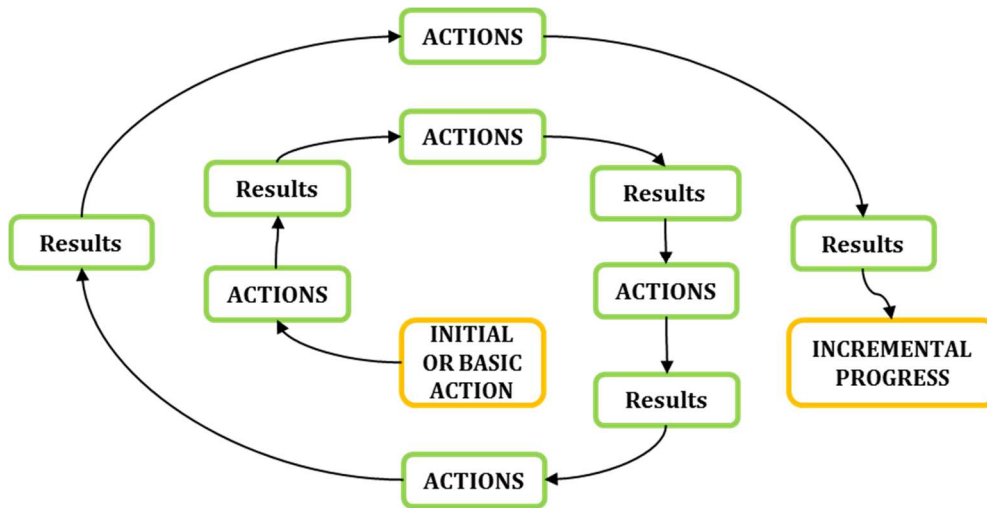 ACTIONS
ACTIONS
Results
Results
Results
Results
ACTIONS
ACTIONS
INITIAL
OR BASIC
ACTION
INCREMENTAL
PROGRESS
Results
ACTIONS